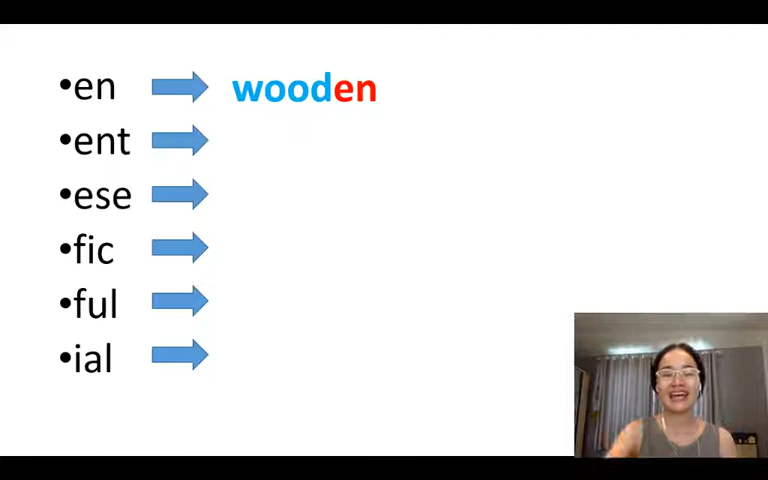 •en wooden
•ent
•ese
•fic
•ful
•ial